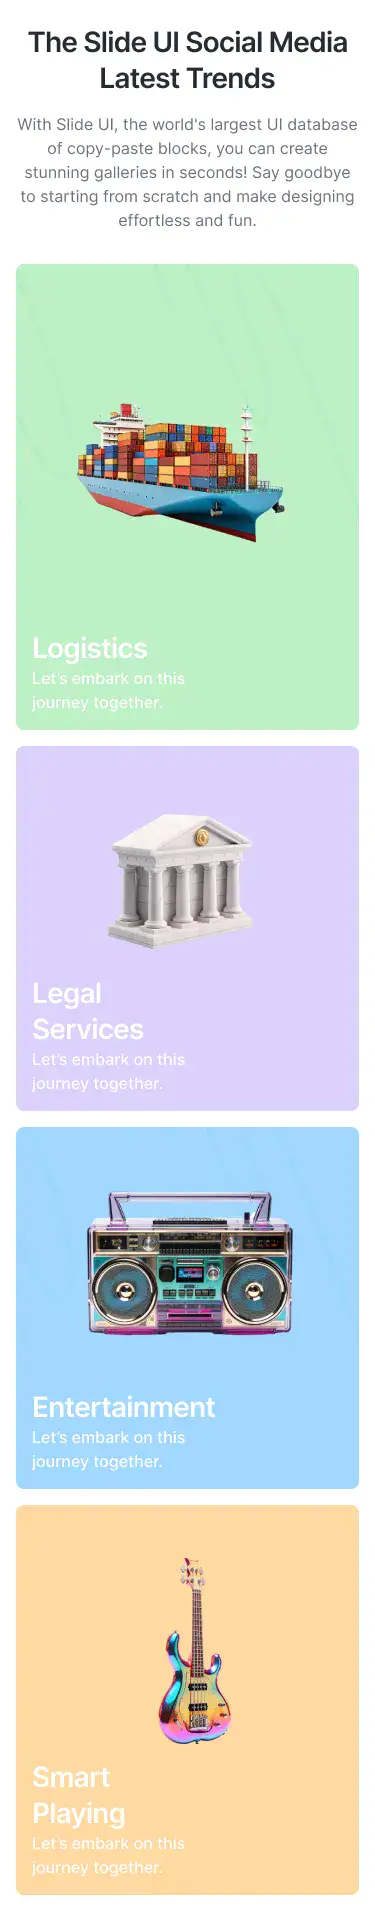 The Slide UI Social Media
Latest Trends
With Slide UI, the world's largest UI database
of copy-paste blocks, you can create
stunning galleries in seconds! Say goodbye
to starting from scratch and make designing
effortless and fun.
Logistics
Let's embark on this
journey together.
Legal
Services
Let's embark on this
journey together.
Entertainment
Let's embark on this
journey together.
Smart
Playing
Let's embark on this
journey together.